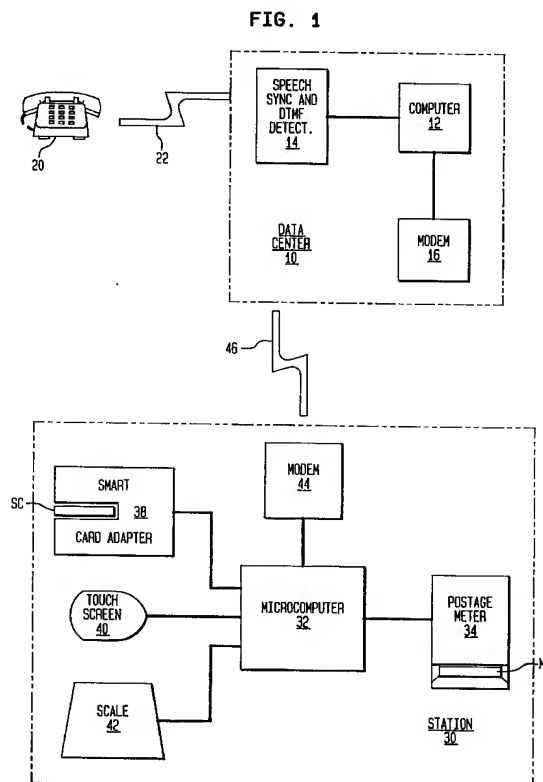 FIG. 1
SPEECH
SYNC AND
DTMF
DETECT.
14
COMPUTER
12
20
22
DATA
CENTER
10
MODEM
16
46
SMART
38
CARD ADAPTER
SC
MODEM
44
TOUCH
SCREEN
40
MICROCOMPUTER
32
POSTAGE
METER
34
SCALE
42
STATION
30